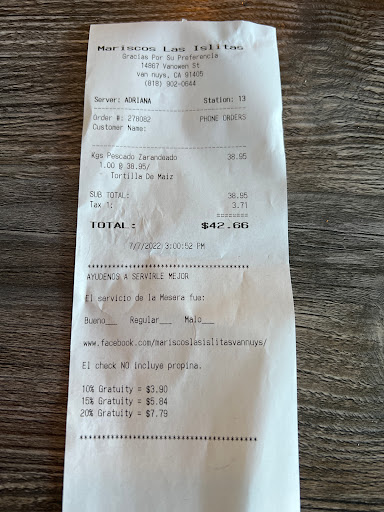 Mariscos Las Islitas
Gracias Por Su Preferencia
14867 Vanowen St
van nuys, CA 91405
(818) 902-0644
Server: ADRIANA Station: 13
Order #: 278082 PHONE ORDERS
Customer Name:
Kgs Pescado Zarandeado 38.95
1.00 @ 38.95/
Tortilla De Maiz
SUB TOTAL: 38.95
Tax 1: 3.71
========
TOTAL: $42.66
7/7/2022 3:00:52 PM
****************************************
AYUDENOS A SERVIRLE MEJOR
El servicio de la Mesera fue:
Bueno__ Regular___ Malo___
www.facebook.com/mariscoslasislitasvannuys/
El check NO incluye propina.
10% Gratuity = $3.90
15% Gratuity = $5.84
20% Gratuity = $7.79
****************************************